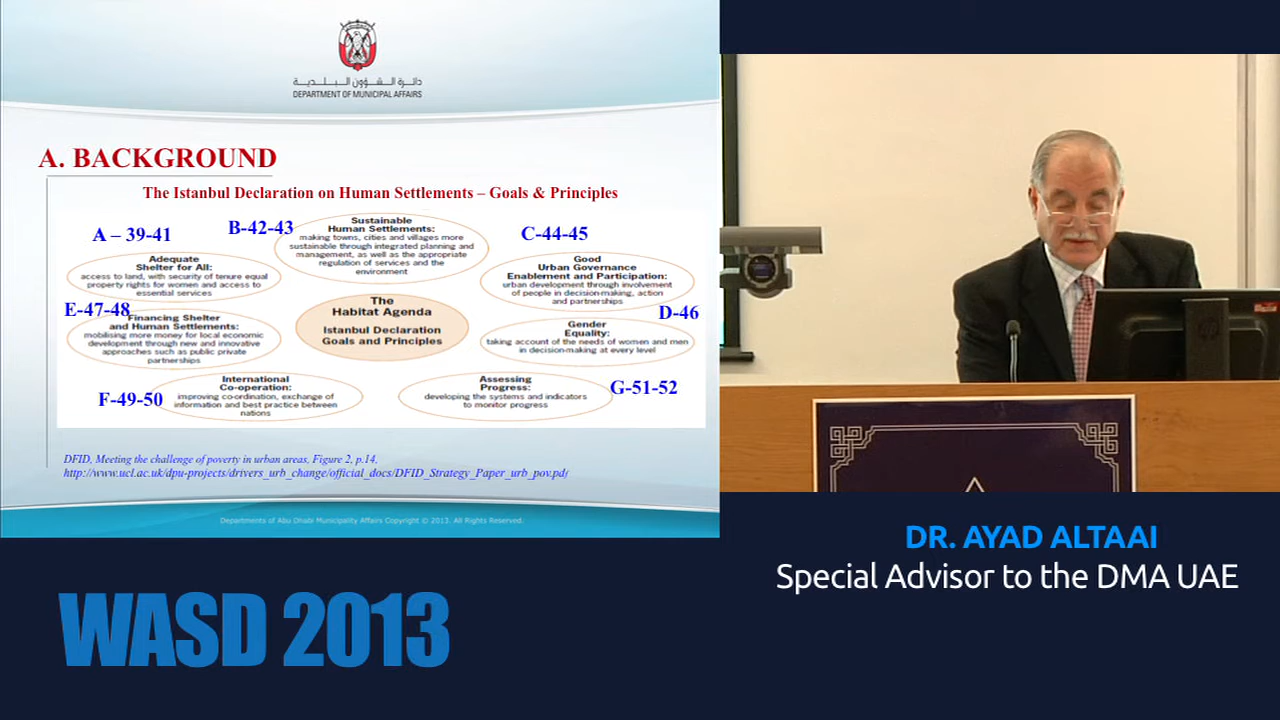 دائرة الشؤون البلدية
DEPARTMENT OF MUNICIPAL AFFAIRS
A. BACKGROUND
The Istanbul Declaration on Human Settlements – Goals & Principles
A – 39-41
B-42-43
Sustainable
Human Settlements:
making towns, cities and villages more
sustainable through integrated planning and
management, as well as the appropriate
regulation of services and the
environment
C-44-45
Adequate
Shelter for All:
access to land, with security of tenure equal
property rights for women and access to
essential services
Good
Urban Governance
Enablement and Participation:
urban development through involvement
of people in decision-making, action
and partnerships
E-47-48
Financing Shelter
and Human Settlements:
mobilising more money for local economic
development through new and innovative
approaches such as public private
partnerships
The
Habitat Agenda
Istanbul Declaration
Goals and Principles
D-46
Gender
Equality:
taking account of the needs of women and men
in decision-making at every level
F-49-50
International
Co-operation:
improving co-ordination, exchange of
information and best practice between
nations
Assessing
Progress:
developing the systems and indicators
to monitor progress
G-51-52
DFID, Meeting the challenge of poverty in urban areas, Figure 2, p.14,
http://www.ucl.ac.uk/dpu-projects/drivers_urb_change/official_docs/DFID_Strategy_Paper_urb_pov.pd/
Departments of Abu Dhabi Municipality Affairs Copyright © 2013. All Rights Reserved.
WASD 2013
DR. AYAD ALTAAI
Special Advisor to the DMA UAE